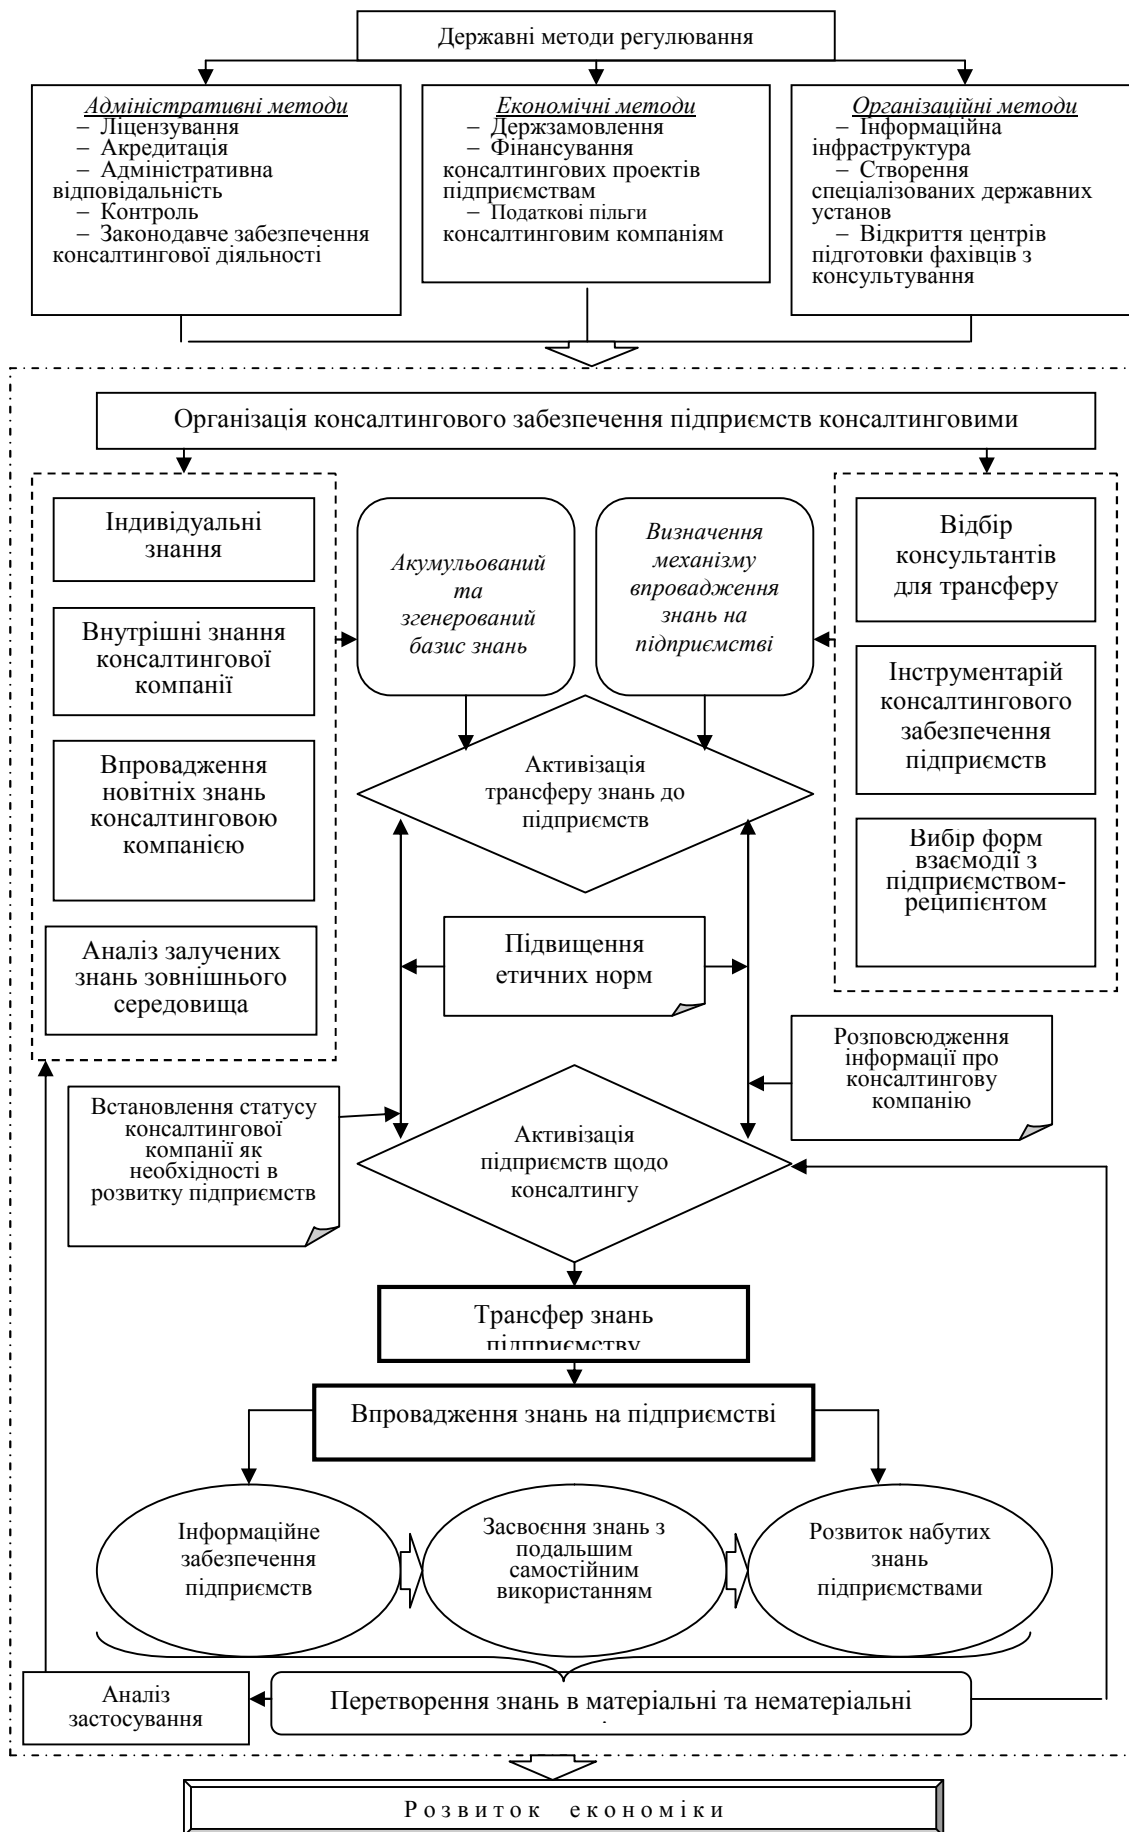 Державні методи регулювання
Адміністративні методи
– Ліцензування
– Акредитація
– Адміністративна
відповідальність
– Контроль
– Законодавче забезпечення
консалтингової діяльності
Економічні методи
– Держзамовлення
– Фінансування
консалтингових проектів
підприємствам
– Податкові пільги
консалтинговим компаніям
Організаційні методи
– Інформаційна
інфраструктура
– Створення
спеціалізованих державних
установ
– Відкриття центрів
підготовки фахівців з
консультування
Організація консалтингового забезпечення підприємств консалтинговими
Індивідуальні
знання
Внутрішні знання
консалтингової
компанії
Впровадження
новітніх знань
консалтинговою
компанією
Аналіз залучених
знань зовнішнього
середовища
Акумульований
та
згенерований
базис знань
Визначення
механізму
впровадження
знань на
підприємстві
Відбір
консультантів
для трансферу
Інструментарій
консалтингового
забезпечення
підприємств
Вибір форм
взаємодії з
підприємством-
реципієнтом
Активізація
трансферу знань до
підприємств
Підвищення
етичних норм
Розповсюдження
інформації про
консалтингову
компанію
Встановлення статусу
консалтингової
компанії як
необхідності в
розвитку підприємств
Активізація
підприємств щодо
консалтингу
Трансфер знань
підприємству
Впровадження знань на підприємстві
Інформаційне
забезпечення
підприємств
Засвоєння знань з
подальшим
самостійним
використанням
Розвиток набутих
знань
підприємствами
Аналіз
застосування
Перетворення знань в матеріальні та нематеріальні
Розвиток економіки